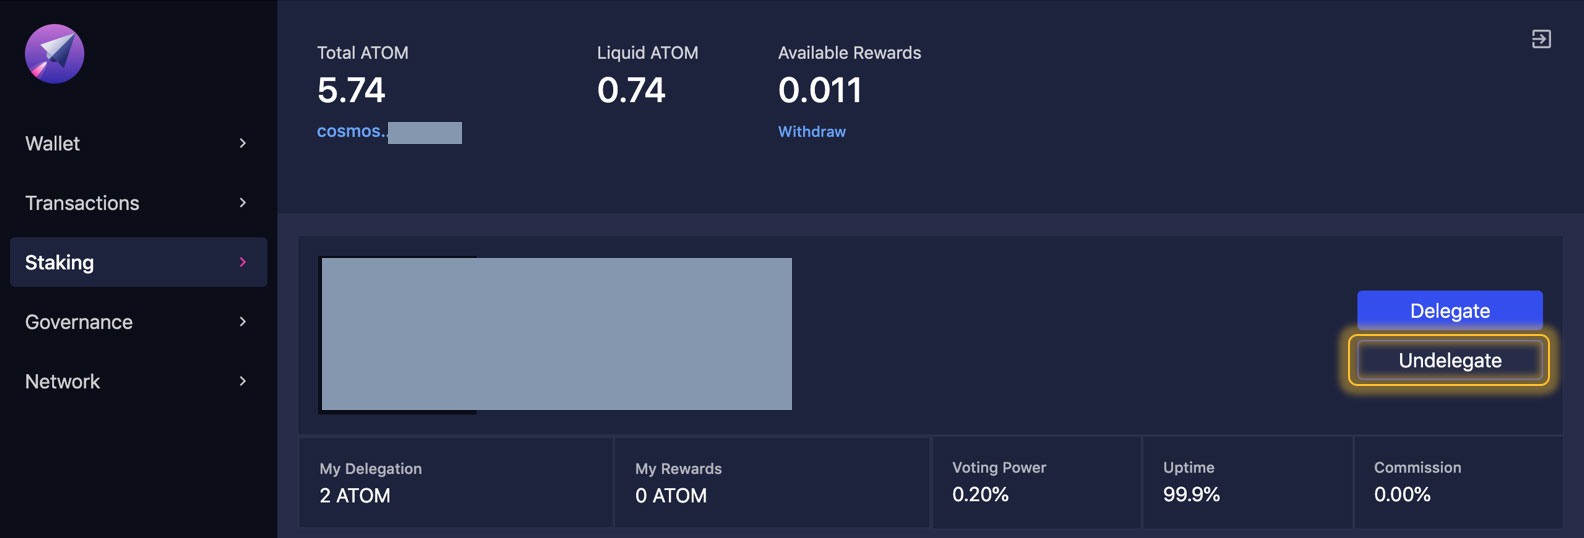 Wallet
Transactions
Staking
Governance
Network
Total ATOM
5.74
cosmos..
Liquid ATOM
0.74
Available Rewards
0.011
Withdraw
Delegate
Undelegate
My Delegation
2 ATOM
My Rewards
0 ATOM
Voting Power
0.20%
Uptime
99.9%
Commission
0.00%